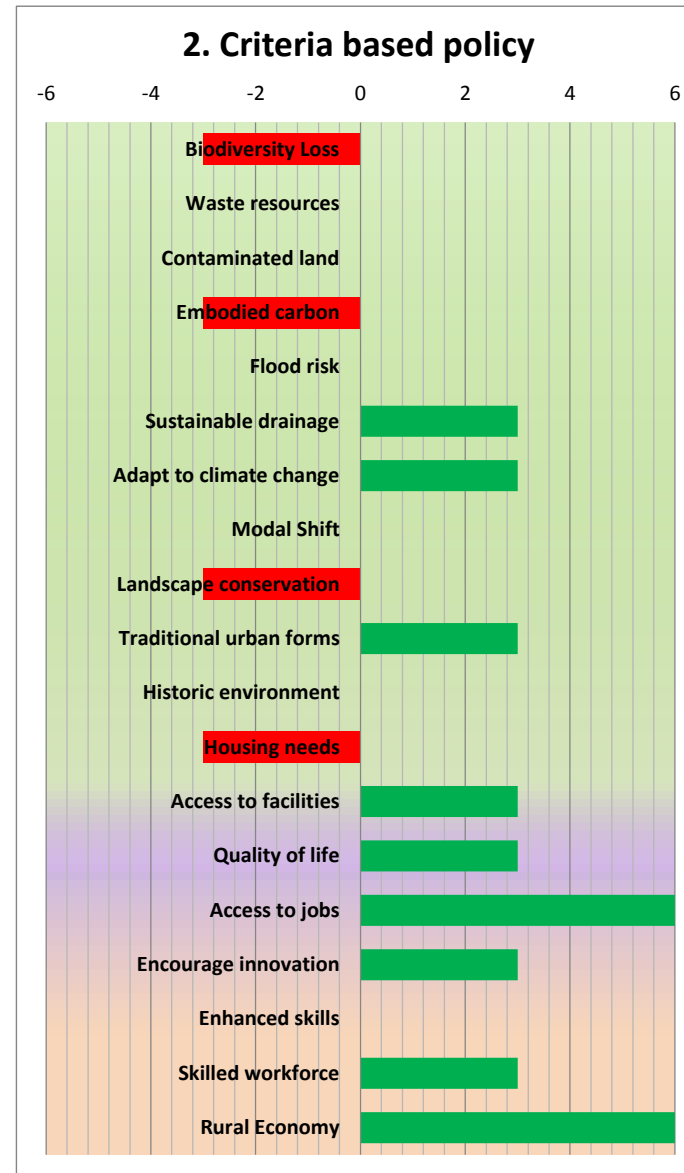 2. Criteria based policy
-6 -4 -2 0 2 4 6
Biodiversity Loss
Waste resources
Contaminated land
Embodied carbon
Flood risk
Sustainable drainage
Adapt to climate change
Modal Shift
Landscape conservation
Traditional urban forms
Historic environment
Housing needs
Access to facilities
Quality of life
Access to jobs
Encourage innovation
Enhanced skills
Skilled workforce
Rural Economy